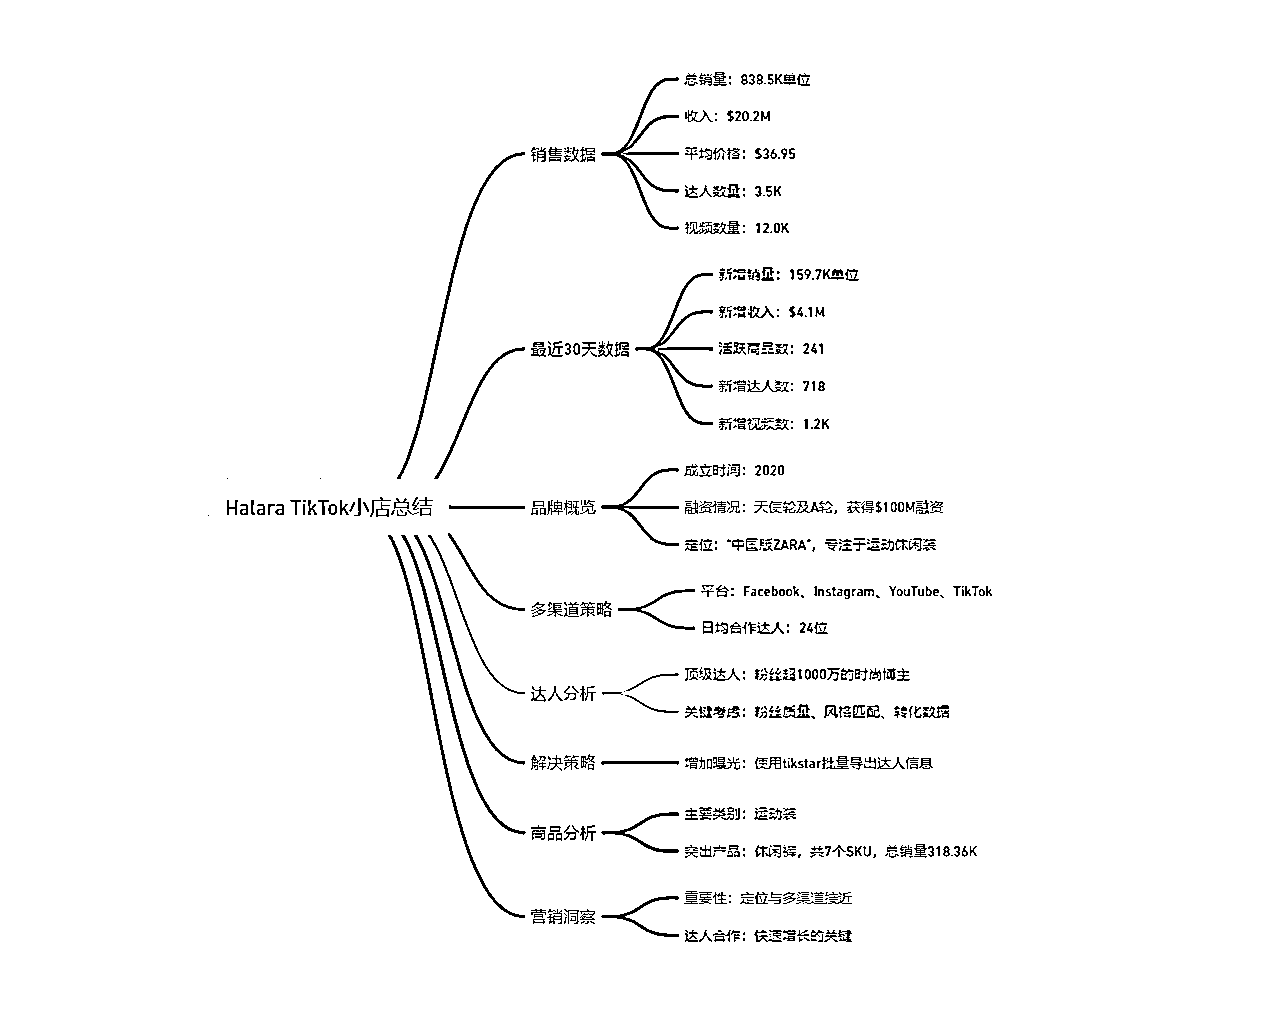 Halara TikTok小店总结
销售数据
总销量：838.5K单位
收入：$20.2M
平均价格：$36.95
达人数量：3.5K
视频数量：12.0K
最近30天数据
新增销量：159.7K单位
新增收入：$4.1M
活跃商品数：241
新增达人数：718
新增视频数：1.2K
品牌概览
成立时间：2020
融资情况：天使轮及A轮，获得$100M融资
定位："中国版ZARA"，专注于运动休闲装
多渠道策略
平台：Facebook、Instagram、YouTube、TikTok
日均合作达人：24位
达人分析
顶级达人：粉丝超1000万的时尚博主
关键考虑：粉丝质量、风格匹配、转化数据
解决策略
增加曝光：使用tikstar批量导出达人信息
商品分析
主要类别：运动装
突出产品：休闲裤，共7个SKU，总销量318.36K
营销洞察
重要性：定位与多渠道接近
达人合作：快速增长的关键